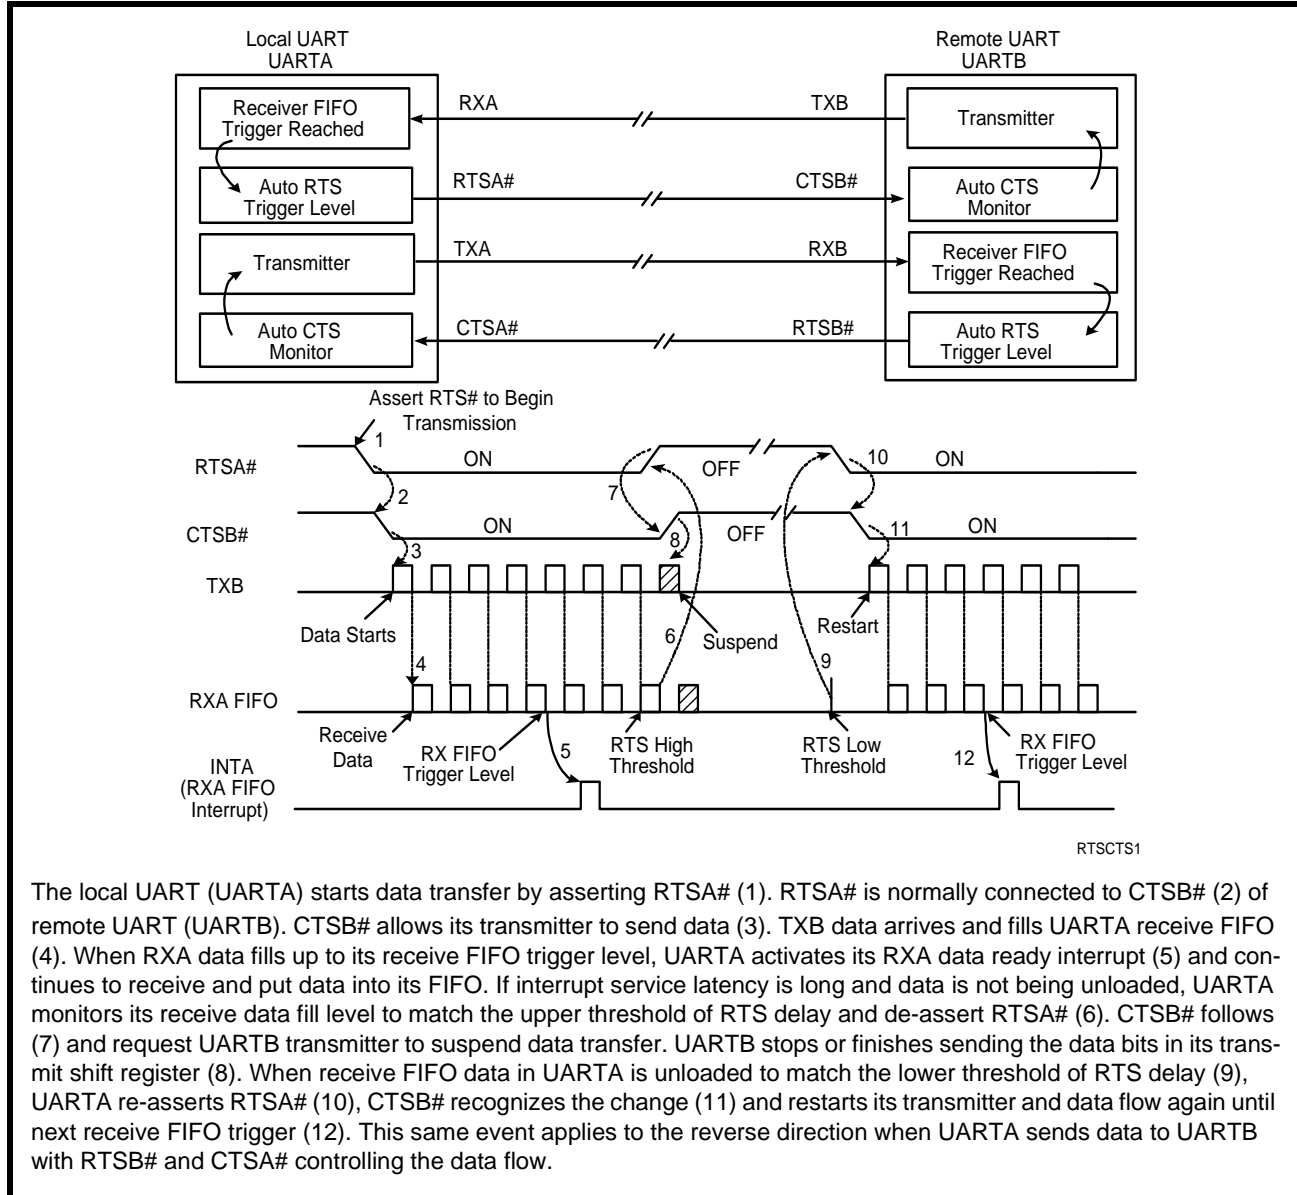 Local UART
UARTA
Remote UART
UARTB
Receiver FIFO
Trigger Reached
RXA
TXB
Transmitter
Auto RTS
Trigger Level
RTSA#
CTSB#
Auto CTS
Monitor
Transmitter
TXA
RXB
Receiver FIFO
Trigger Reached
Auto CTS
Monitor
CTSA#
RTSB#
Auto RTS
Trigger Level
Assert RTS# to Begin
Transmission
1
RTSA#
ON
OFF
10
ON
2
7
CTSB#
ON
OFF
11
ON
3
8
TXB
Data Starts
6
Suspend
Restart
4
9
RXA FIFO
Receive
Data
RX FIFO
Trigger Level
5
RTS High
Threshold
RTS Low
Threshold
12
RX FIFO
Trigger Level
INTA
(RXA FIFO
Interrupt)
RTSCTS1
The local UART (UARTA) starts data transfer by asserting RTSA# (1). RTSA# is normally connected to CTSB# (2) of
remote UART (UARTB). CTSB# allows its transmitter to send data (3). TXB data arrives and fills UARTA receive FIFO
(4). When RXA data fills up to its receive FIFO trigger level, UARTA activates its RXA data ready interrupt (5) and con-
tinues to receive and put data into its FIFO. If interrupt service latency is long and data is not being unloaded, UARTA
monitors its receive data fill level to match the upper threshold of RTS delay and de-assert RTSA# (6). CTSB# follows
(7) and request UARTB transmitter to suspend data transfer. UARTB stops or finishes sending the data bits in its trans-
mit shift register (8). When receive FIFO data in UARTA is unloaded to match the lower threshold of RTS delay (9),
UARTA re-asserts RTSA# (10), CTSB# recognizes the change (11) and restarts its transmitter and data flow again until
next receive FIFO trigger (12). This same event applies to the reverse direction when UARTA sends data to UARTB
with RTSB# and CTSA# controlling the data flow.